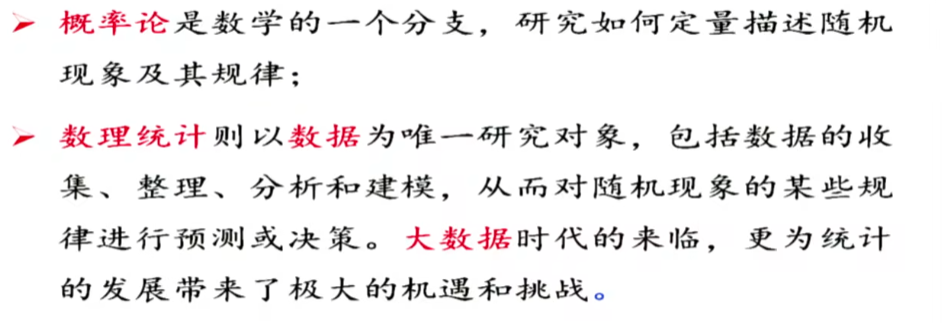 ➢ 概率论是数学的一个分支，研究如何定量描述随机
现象及其规律；
➢ 数理统计则以数据为唯一研究对象，包括数据的收
集、整理、分析和建模，从而对随机现象的某些规
律进行预测或决策。大数据时代的来临，更为统计
的发展带来了极大的机遇和挑战。